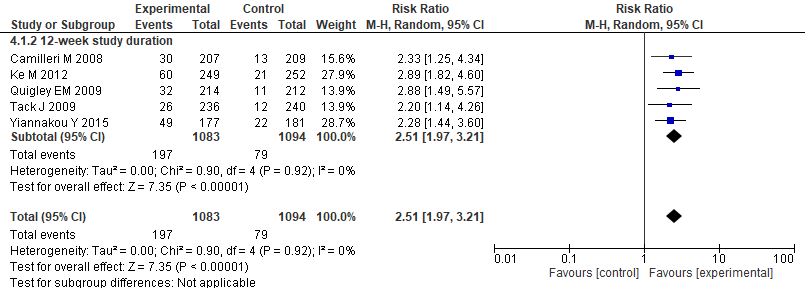 Experimental Control Risk Ratio Risk Ratio
Study or Subgroup Events Total Events Total Weight M-H, Random, 95% CI M-H, Random, 95% CI
4.1.2 12-week study duration
Camilleri M 2008 30 207 13 209 15.6% 2.33 [1.25, 4.34]
Ke M 2012 60 249 21 252 27.9% 2.89 [1.82, 4.60]
Quigley EM 2009 32 214 11 212 13.9% 2.88 [1.49, 5.57]
Tack J 2009 26 236 12 240 13.9% 2.20 [1.14, 4.26]
Yiannakou Y 2015 49 177 22 181 28.7% 2.28 [1.44, 3.60]
Subtotal (95% CI) 1083 1094 100.0% 2.51 [1.97, 3.21]
Total events 197 79
Heterogeneity: Tau² = 0.00; Chi² = 0.90, df = 4 (P = 0.92); I² = 0%
Test for overall effect: Z = 7.35 (P < 0.00001)
Total (95% CI) 1083 1094 100.0% 2.51 [1.97, 3.21]
Total events 197 79
Heterogeneity: Tau² = 0.00; Chi² = 0.90, df = 4 (P = 0.92); I² = 0%
Test for overall effect: Z = 7.35 (P < 0.00001)
Test for subgroup differences: Not applicable
0.01 0.1 1 10 100
Favours [control] Favours [experimental]